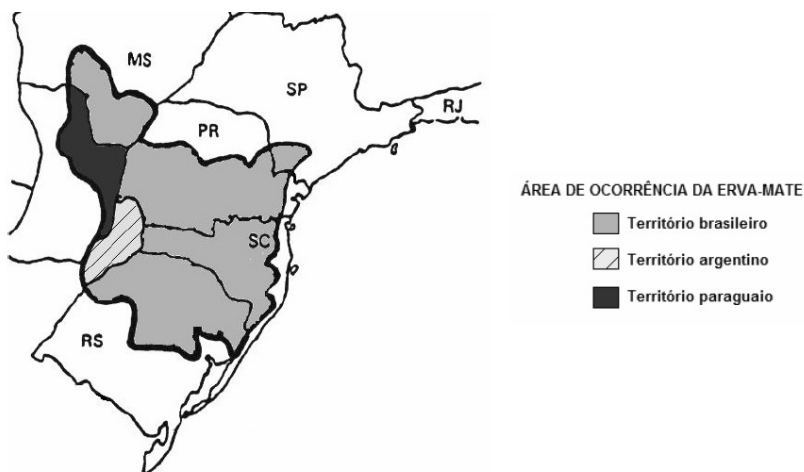 MS
SP
RJ
PR
SC
RS
ÁREA DE OCORRÊNCIA DA ERVA-MATE
Território brasileiro
Território argentino
Território paraguaio